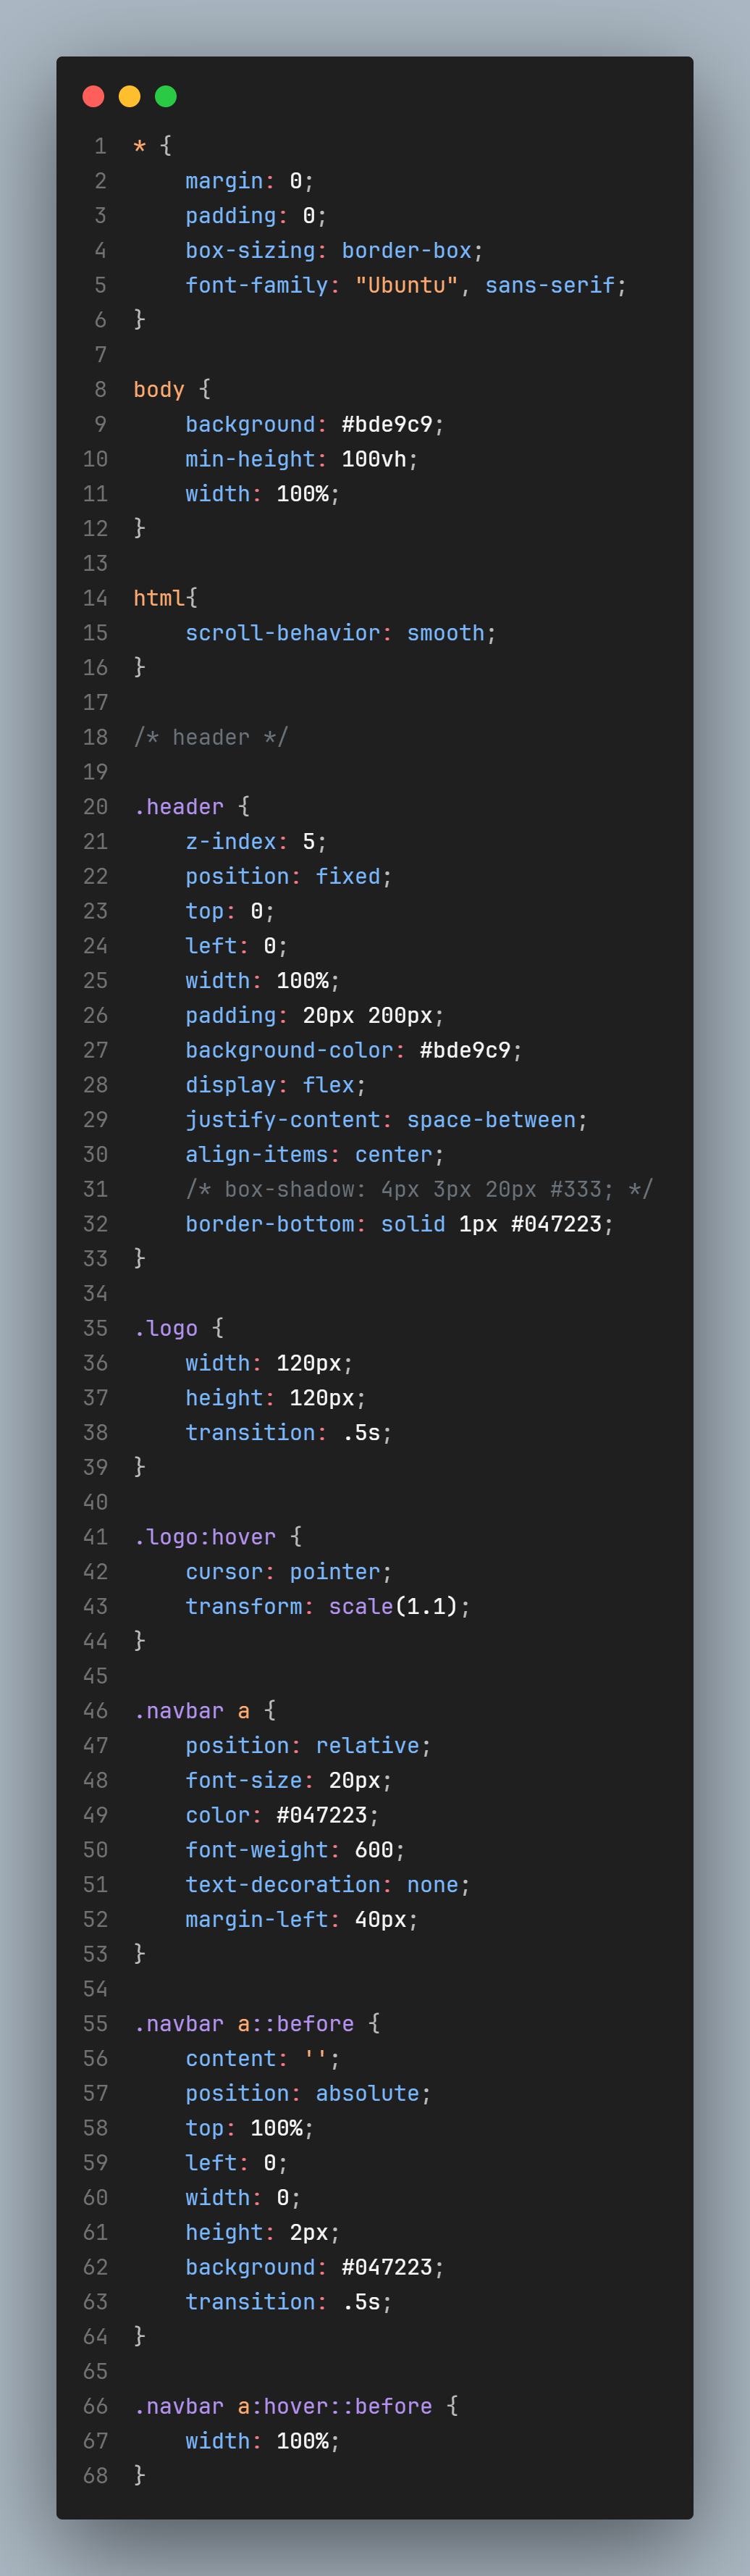 1 * {
2     margin: 0;
3     padding: 0;
4     box-sizing: border-box;
5     font-family: "Ubuntu", sans-serif;
6 }
7
8 body {
9     background: #bde9c9;
10     min-height: 100vh;
11     width: 100%;
12 }
13
14 html{
15     scroll-behavior: smooth;
16 }
17
18 /* header */
19
20 .header {
21     z-index: 5;
22     position: fixed;
23     top: 0;
24     left: 0;
25     width: 100%;
26     padding: 20px 200px;
27     background-color: #bde9c9;
28     display: flex;
29     justify-content: space-between;
30     align-items: center;
31     /* box-shadow: 4px 3px 20px #333; */
32     border-bottom: solid 1px #047223;
33 }
34
35 .logo {
36     width: 120px;
37     height: 120px;
38     transition: .5s;
39 }
40
41 .logo:hover {
42     cursor: pointer;
43     transform: scale(1.1);
44 }
45
46 .navbar a {
47     position: relative;
48     font-size: 20px;
49     color: #047223;
50     font-weight: 600;
51     text-decoration: none;
52     margin-left: 40px;
53 }
54
55 .navbar a::before {
56     content: '';
57     position: absolute;
58     top: 100%;
59     left: 0;
60     width: 0;
61     height: 2px;
62     background: #047223;
63     transition: .5s;
64 }
65
66 .navbar a:hover::before {
67     width: 100%;
68 }